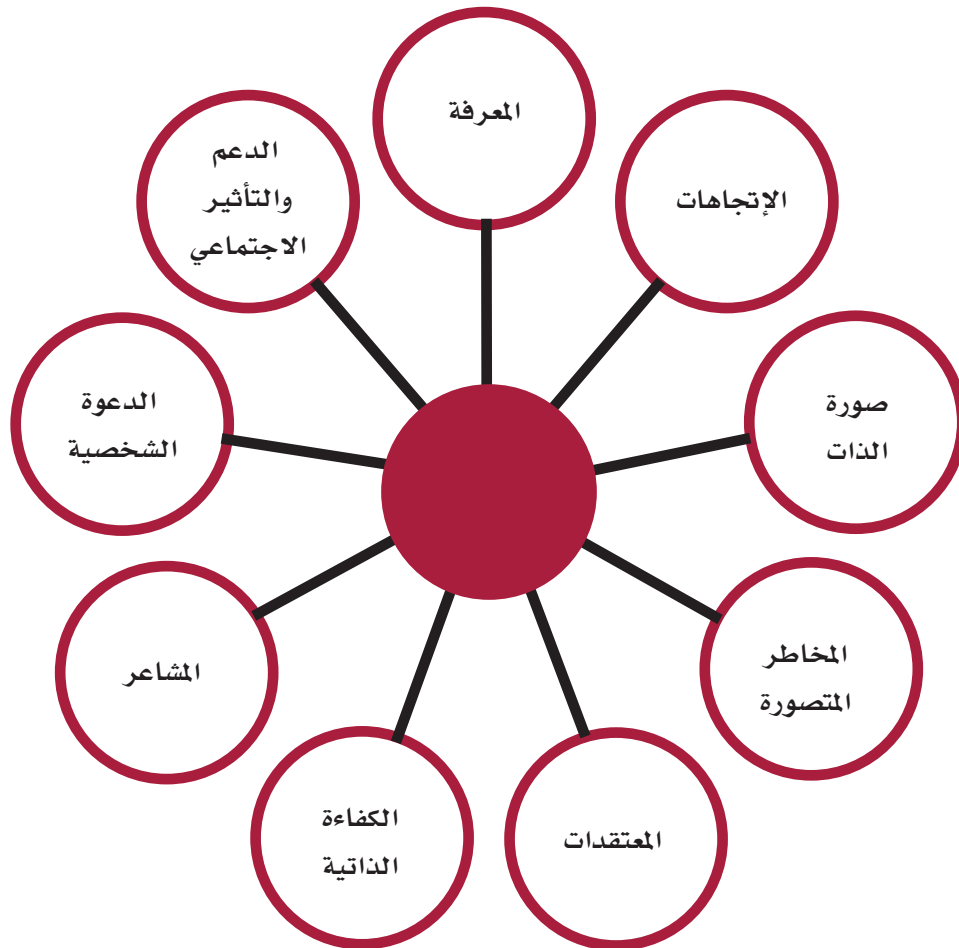 المعرفة
الإتجاهات
صورة
الذات
المخاطر
المتصورة
المعتقدات
الكفاءة
الذاتية
المشاعر
الدعوة
الشخصية
الدعم
والتأثير
الاجتماعي